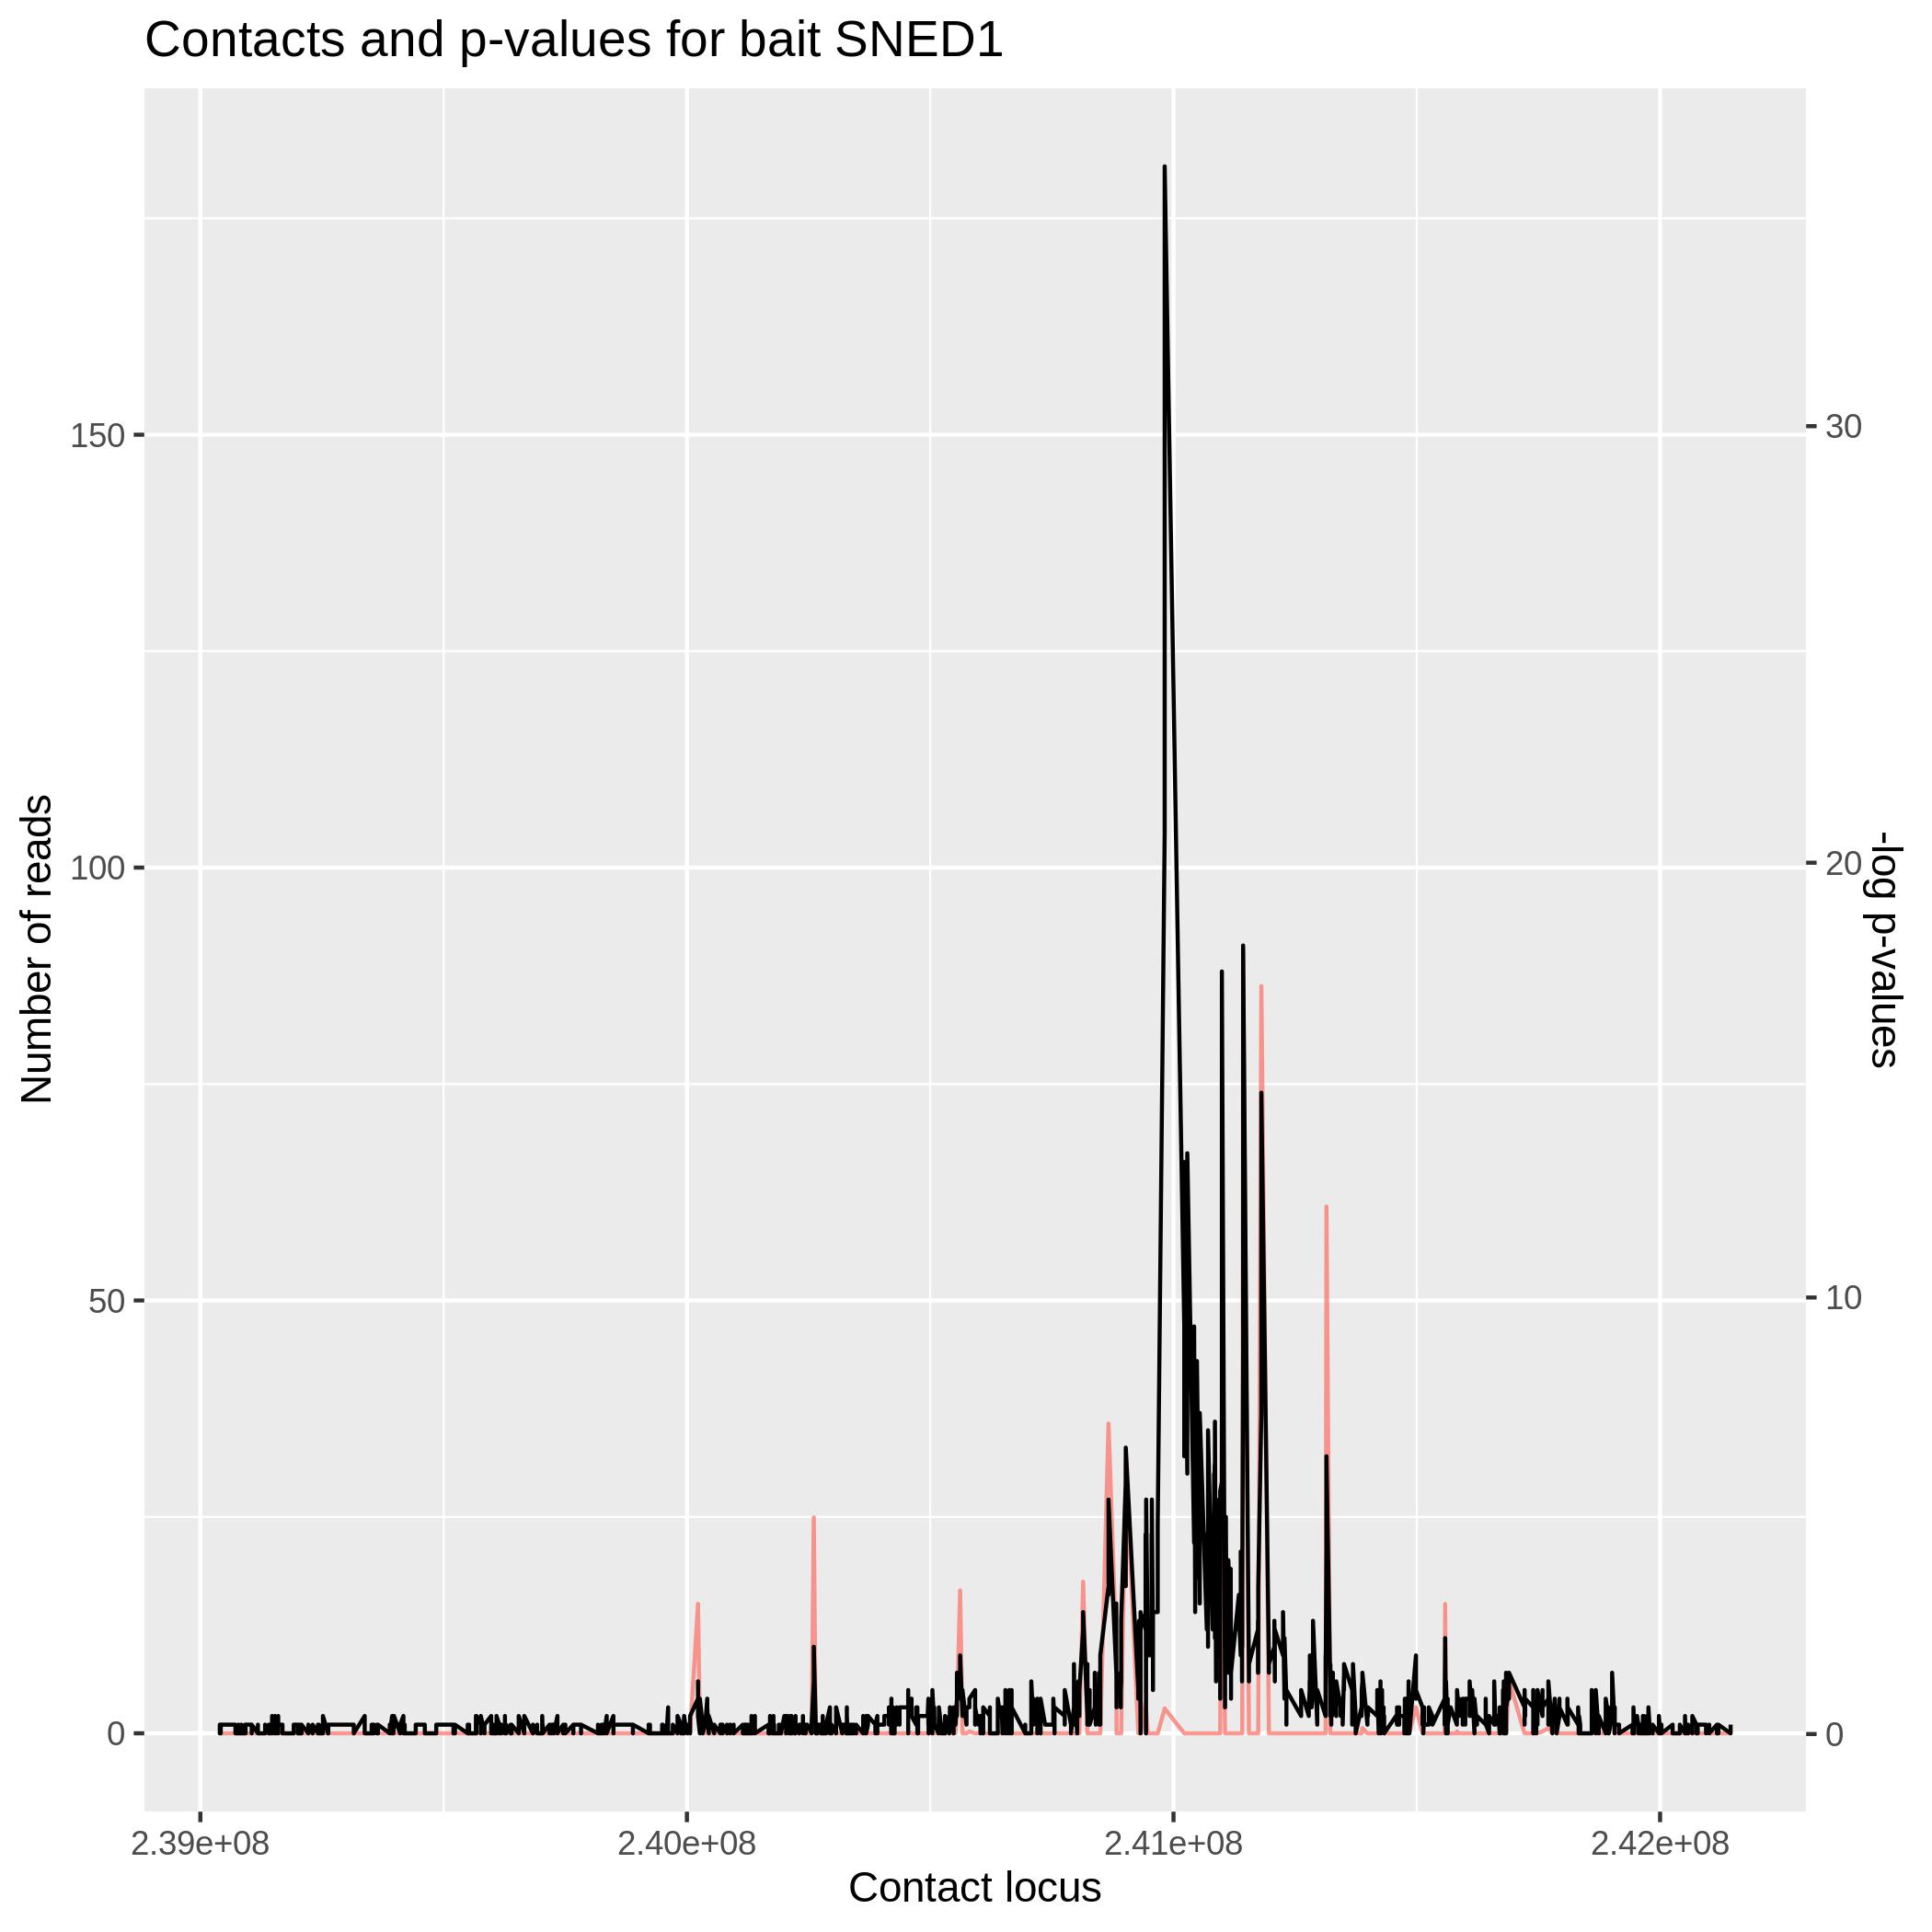 Contacts and p-values for bait SNED1
150
100
50
0
Number of reads
30
20
10
0
-log p-values
2.39e+08 2.40e+08 2.41e+08 2.42e+08
Contact locus